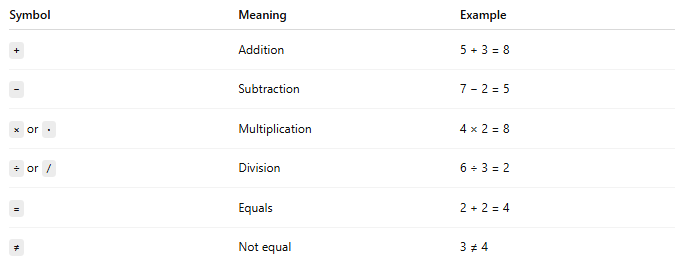 Symbol Meaning Example
+ Addition 5 + 3 = 8
− Subtraction 7 − 2 = 5
× or · Multiplication 4 × 2 = 8
÷ or / Division 6 ÷ 3 = 2
= Equals 2 + 2 = 4
≠ Not equal 3 ≠ 4